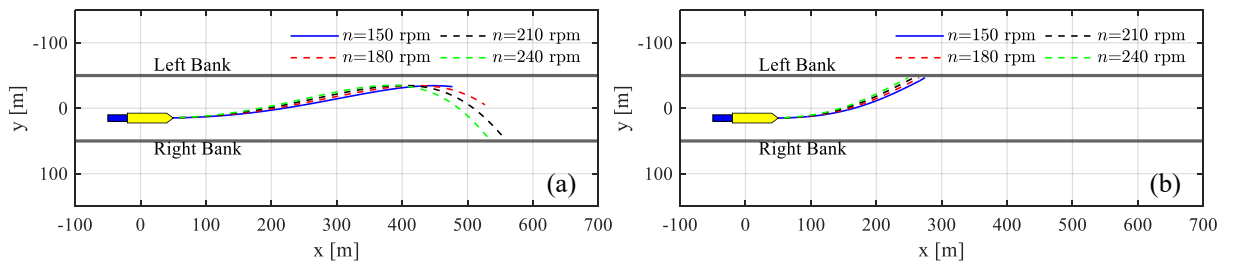 -100
0
100
y [m]
n=150 rpm n=210 rpm
n=180 rpm n=240 rpm
Left Bank
Right Bank
(a)
-100 0 100 200 300 400 500 600 700
x [m]
-100
0
100
y [m]
n=150 rpm n=210 rpm
n=180 rpm n=240 rpm
Left Bank
Right Bank
(b)
-100 0 100 200 300 400 500 600 700
x [m]